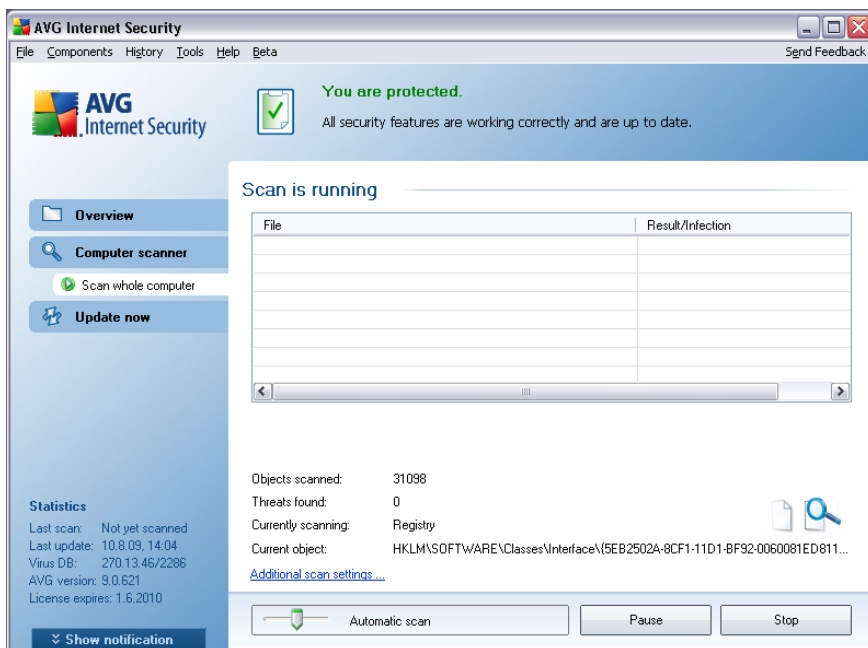 AVG Internet Security
File Components History Tools Help Beta
Send Feedback
AVG
Internet Security
You are protected.
All security features are working correctly and are up to date.
Overview
Computer scanner
Scan whole computer
Update now
Scan is running
File Result/Infection
Objects scanned: 31098
Threats found: 0
Currently scanning: Registry
Current object: HKLM\SOFTWARE\Classes\Interface\{5EB2502A-8CF1-11D1-BF92-0060081ED811...
Additional scan settings ...
Statistics
Last scan: Not yet scanned
Last update: 10.8.09, 14:04
Virus DB: 270.13.46/2286
AVG version: 9.0.621
License expires: 1.6.2010
Show notification
Automatic scan
Pause
Stop